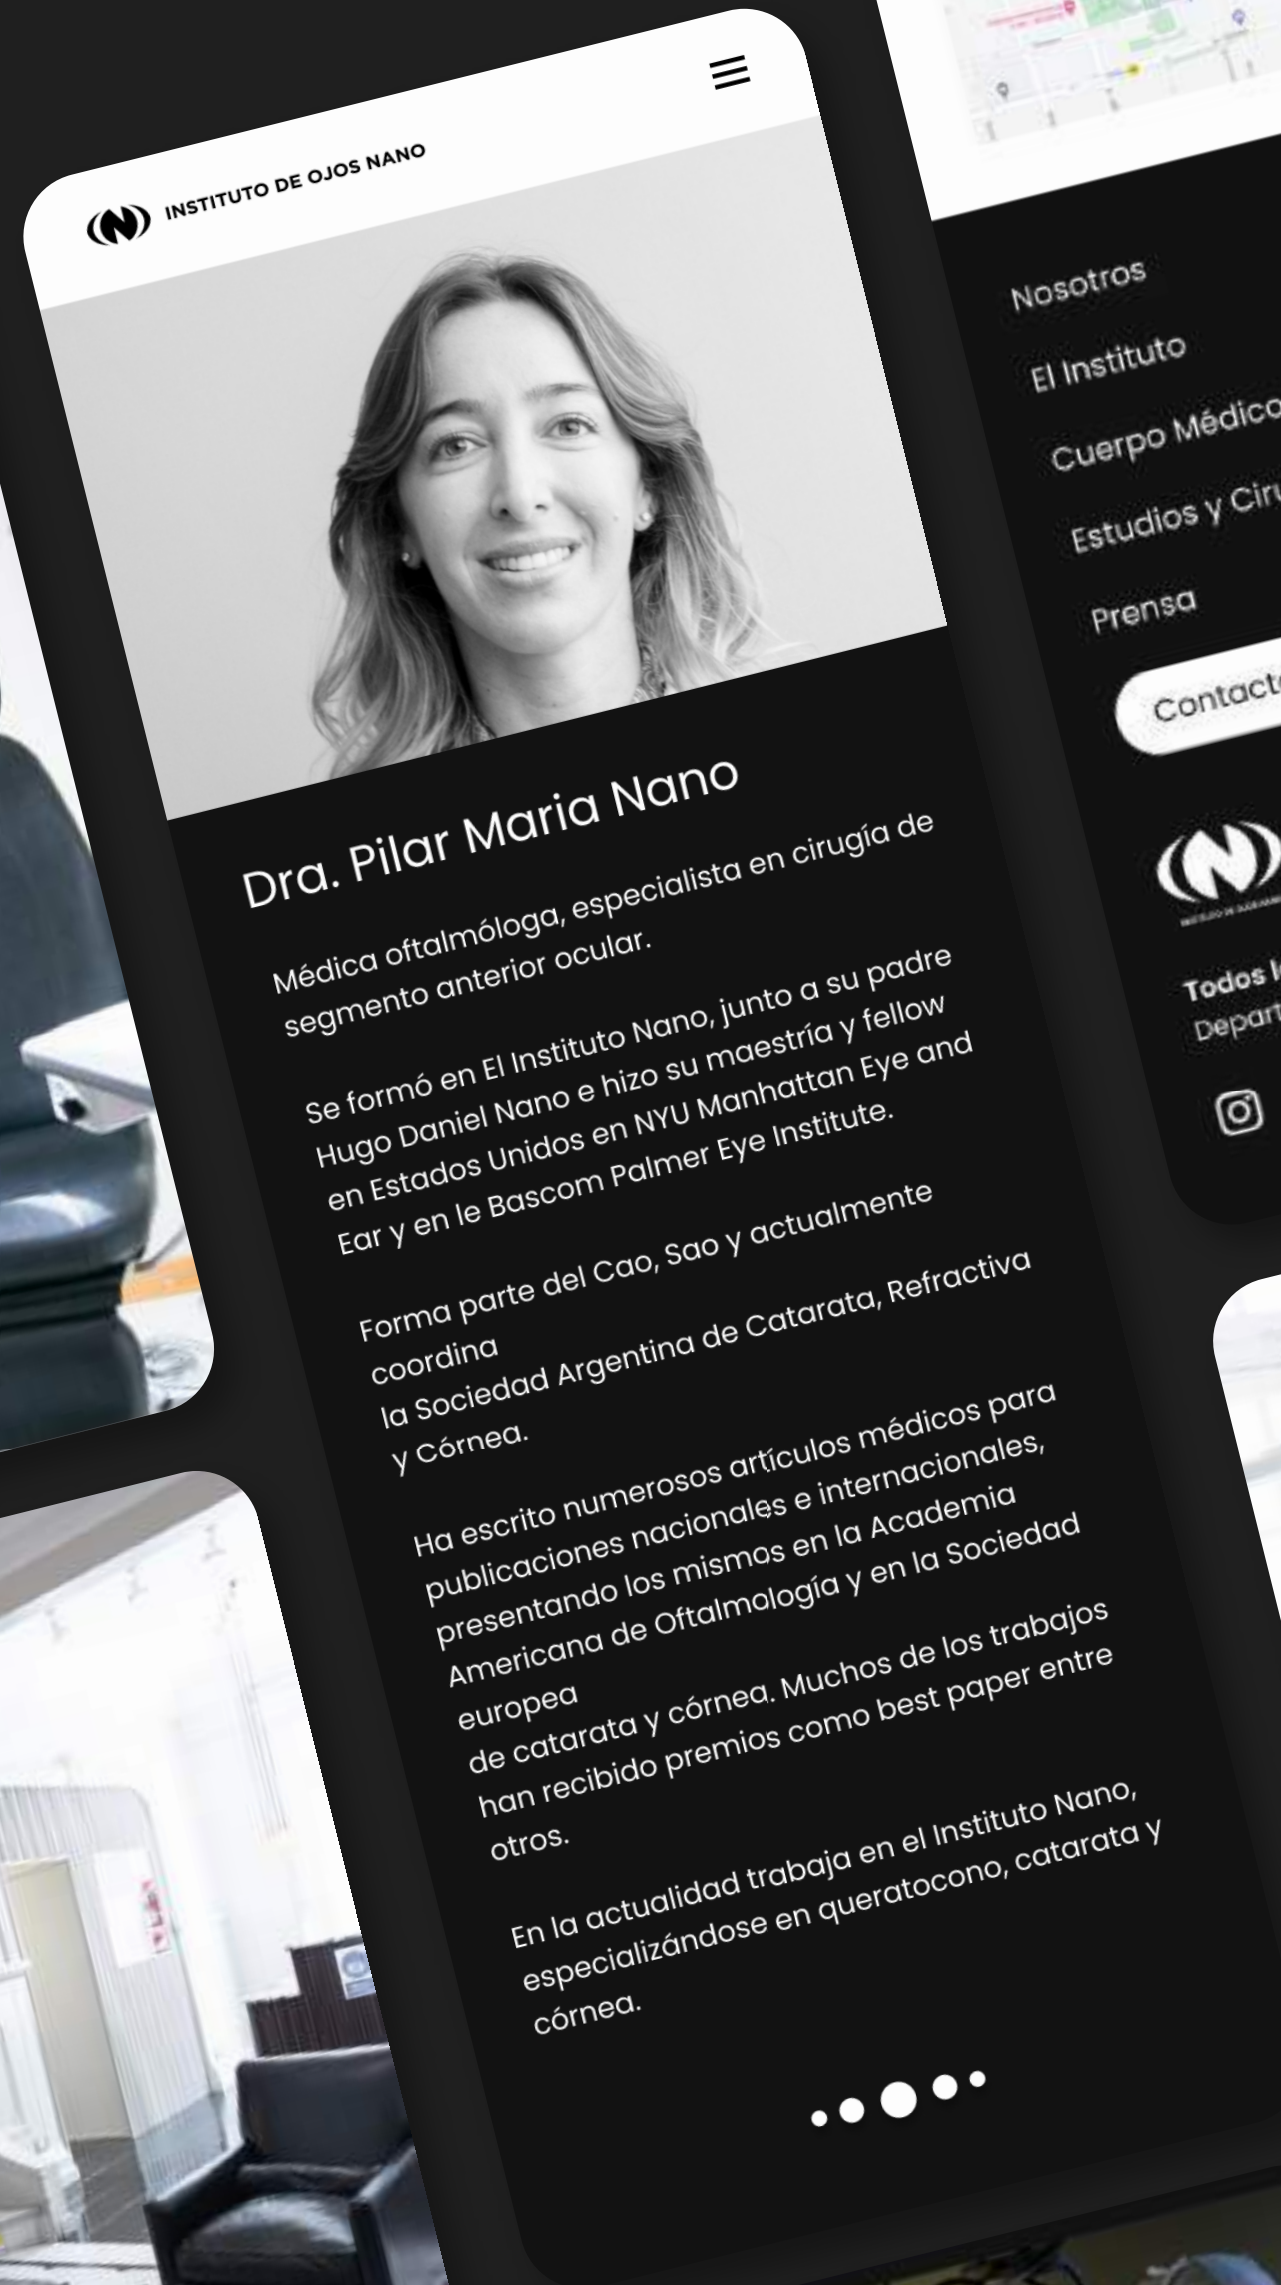 INSTITUTO DE OJOS NANO
Dra. Pilar Maria Nano
Médica oftalmóloga, especialista en cirugía de
segmento anterior ocular.
Se formó en El Instituto Nano, junto a su padre
Hugo Daniel Nano e hizo su maestría y fellow
en Estados Unidos en NYU Manhattan Eye and
Ear y en le Bascom Palmer Eye Institute.
Forma parte del Cao, Sao y actualmente
coordina
la Sociedad Argentina de Catarata, Refractiva
y Córnea.
Ha escrito numerosos artículos médicos para
publicaciones nacionales e internacionales,
presentando los mismos en la Academia
Americana de Oftalmología y en la Sociedad
europea
de catarata y córnea. Muchos de los trabajos
han recibido premios como best paper entre
otros.
En la actualidad trabaja en el Instituto Nano,
especializándose en queratocono, catarata y
córnea.
Nosotros
El Instituto
Cuerpo Médico
Estudios y
Prensa
Todos